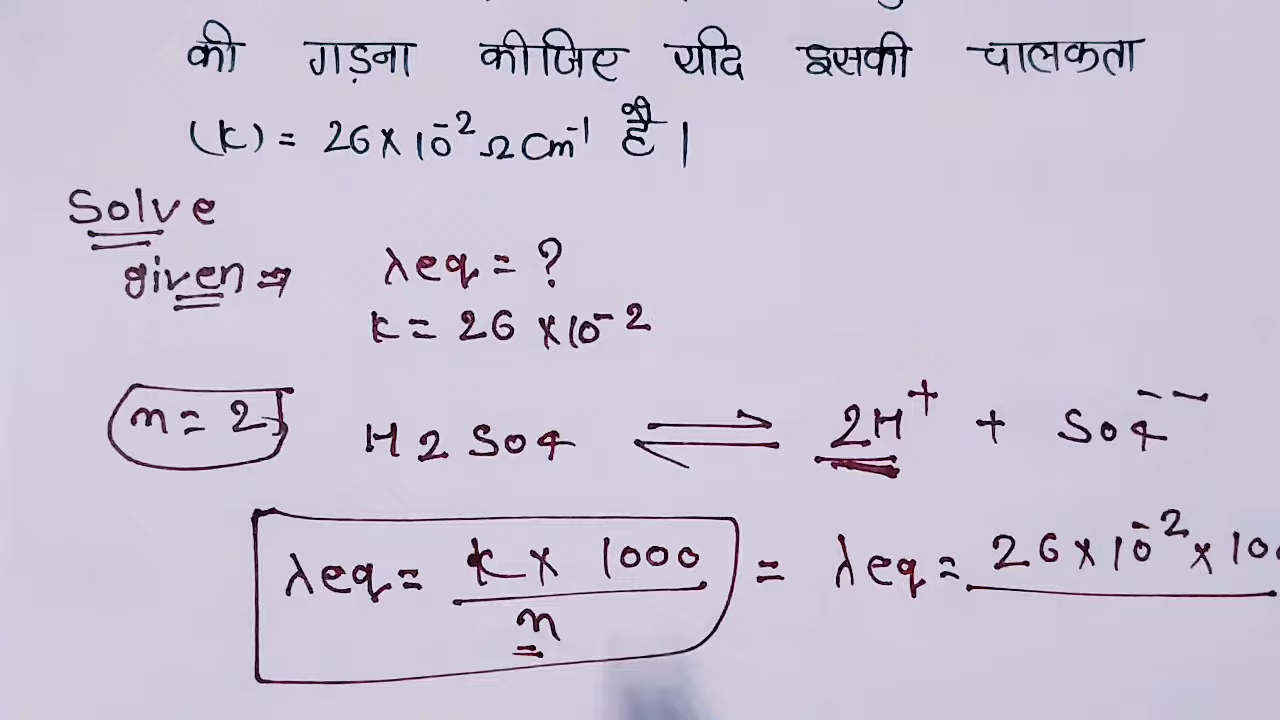 की गड़ना कीजिए यदि इसकी चालकता
(K) = 26×10⁻² Ω cm⁻¹ की है।
Solve
given ⇒ λeq = ?
K = 26 ×10⁻²
n = 2 H2SO4 ⇌ 2H⁺ + SO4⁻⁻
λeq = K × 1000 / n = λeq = 26×10⁻²×10